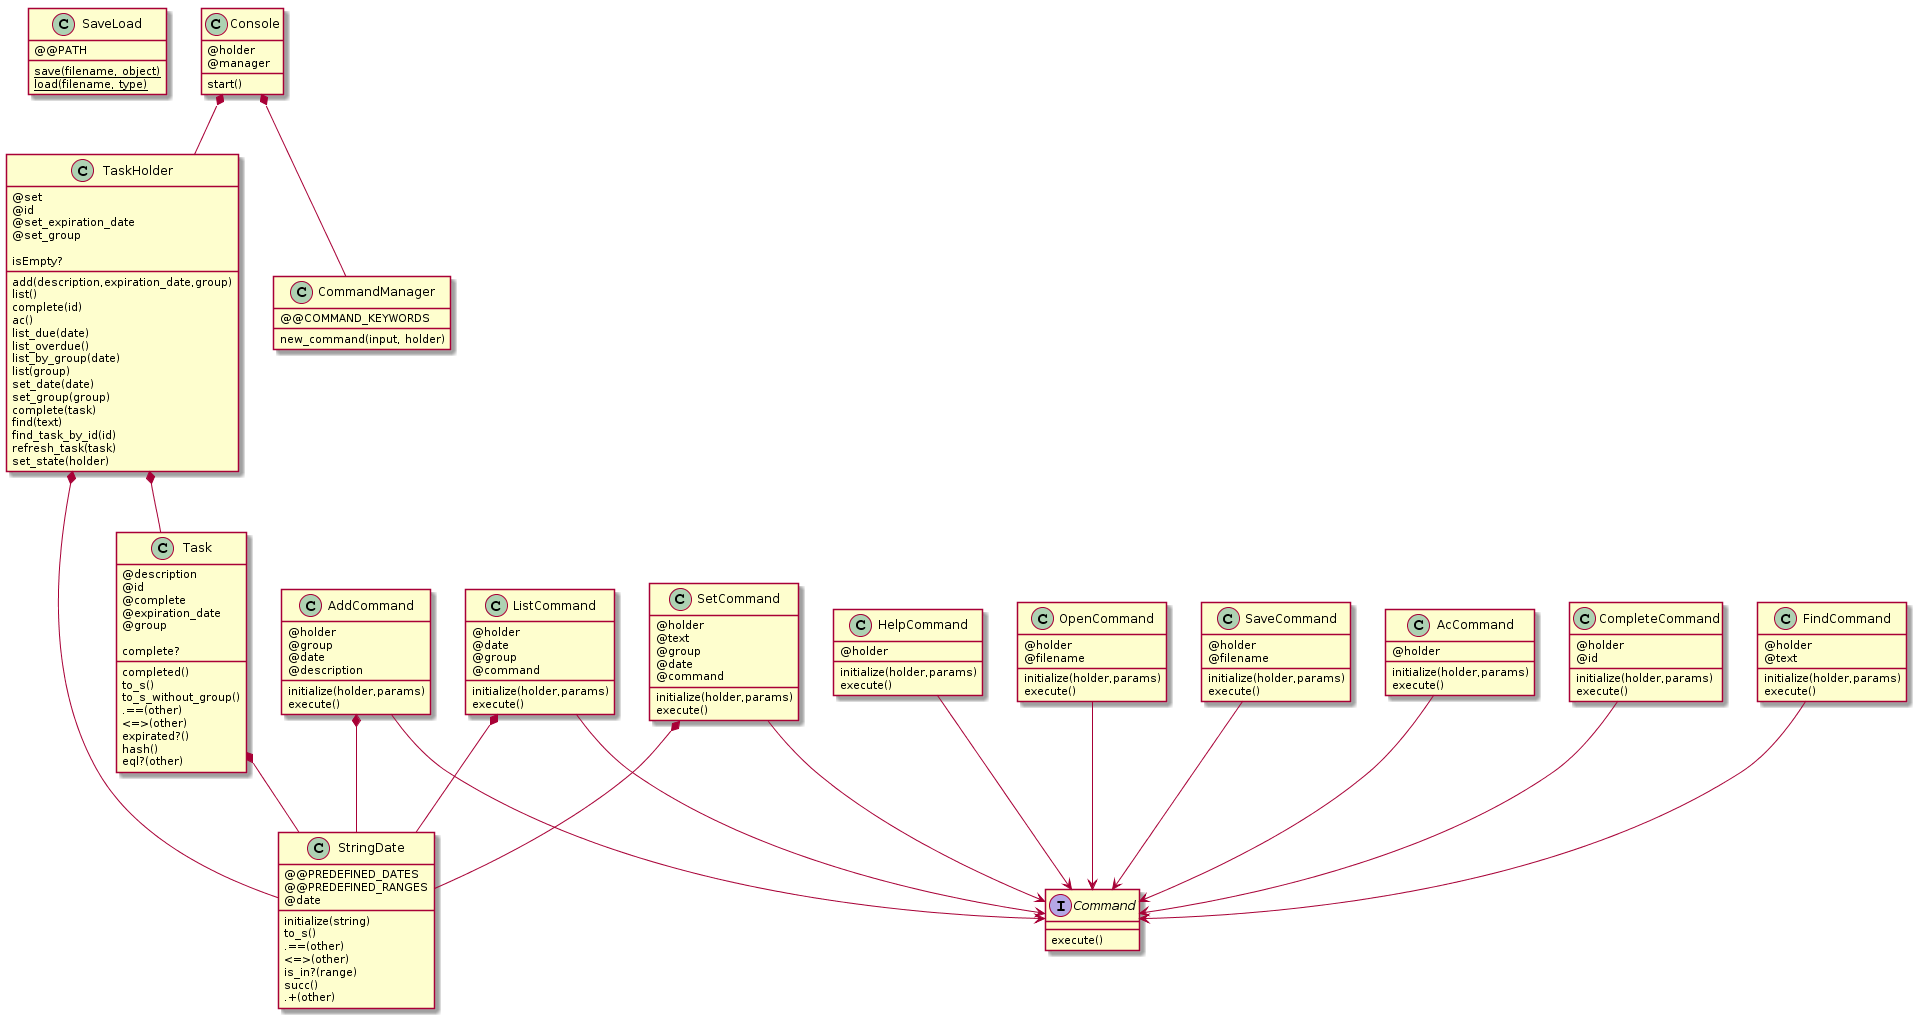 C SaveLoad
@@PATH
save(filename, object)
load(filename, type)
C Console
@holder
@manager
start()
C TaskHolder
@set
@id
@set_expiration_date
@set_group
isEmpty?
add(description,expiration_date,group)
list()
complete(id)
ac()
list_due(date)
list_overdue()
list_by_group(date)
list(group)
set_date(date)
set_group(group)
complete(task)
find(text)
find_task_by_id(id)
refresh_task(task)
set_state(holder)
C CommandManager
@@COMMAND_KEYWORDS
new_command(input, holder)
C Task
@description
@id
@complete
@expiration_date
@group
complete?
completed()
to_s()
to_s_without_group()
.==(other)
<=>(other)
expirated?()
hash()
eql?(other)
C AddCommand
@holder
@group
@date
@description
initialize(holder,params)
execute()
C ListCommand
@holder
@date
@group
@command
initialize(holder,params)
execute()
C SetCommand
@holder
@text
@group
@date
@command
initialize(holder,params)
execute()
C HelpCommand
@holder
initialize(holder,params)
execute()
C OpenCommand
@holder
@filename
initialize(holder,params)
execute()
C SaveCommand
@holder
@filename
initialize(holder,params)
execute()
C AcCommand
@holder
initialize(holder,params)
execute()
C CompleteCommand
@holder
@id
initialize(holder,params)
execute()
C FindCommand
@holder
@text
initialize(holder,params)
execute()
C StringDate
@@PREDEFINED_DATES
@@PREDEFINED_RANGES
@date
initialize(string)
to_s()
.==(other)
<=>(other)
is_in?(range)
succ()
.+(other)
I Command
execute()